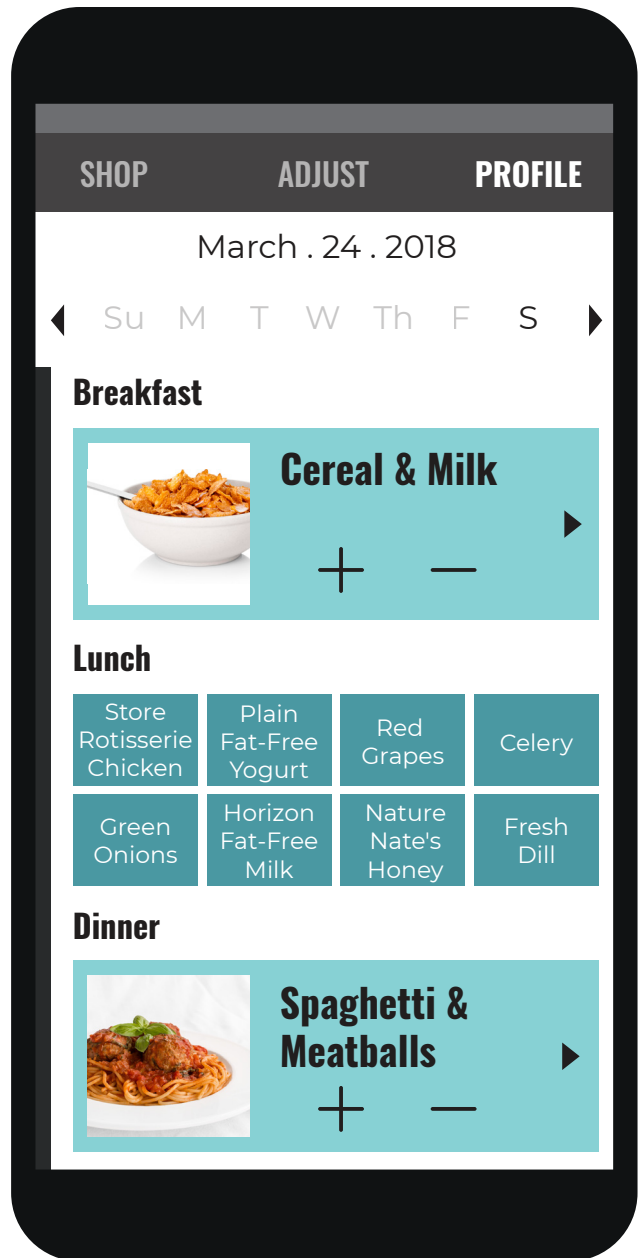 SHOP ADJUST PROFILE
March . 24 . 2018
Su M T W Th F S
Breakfast
Cereal & Milk
Lunch
Store
Rotisserie
Chicken
Plain
Fat-Free
Yogurt
Red
Grapes
Celery
Green
Onions
Horizon
Fat-Free
Milk
Nature
Nate's
Honey
Fresh
Dill
Dinner
Spaghetti &
Meatballs